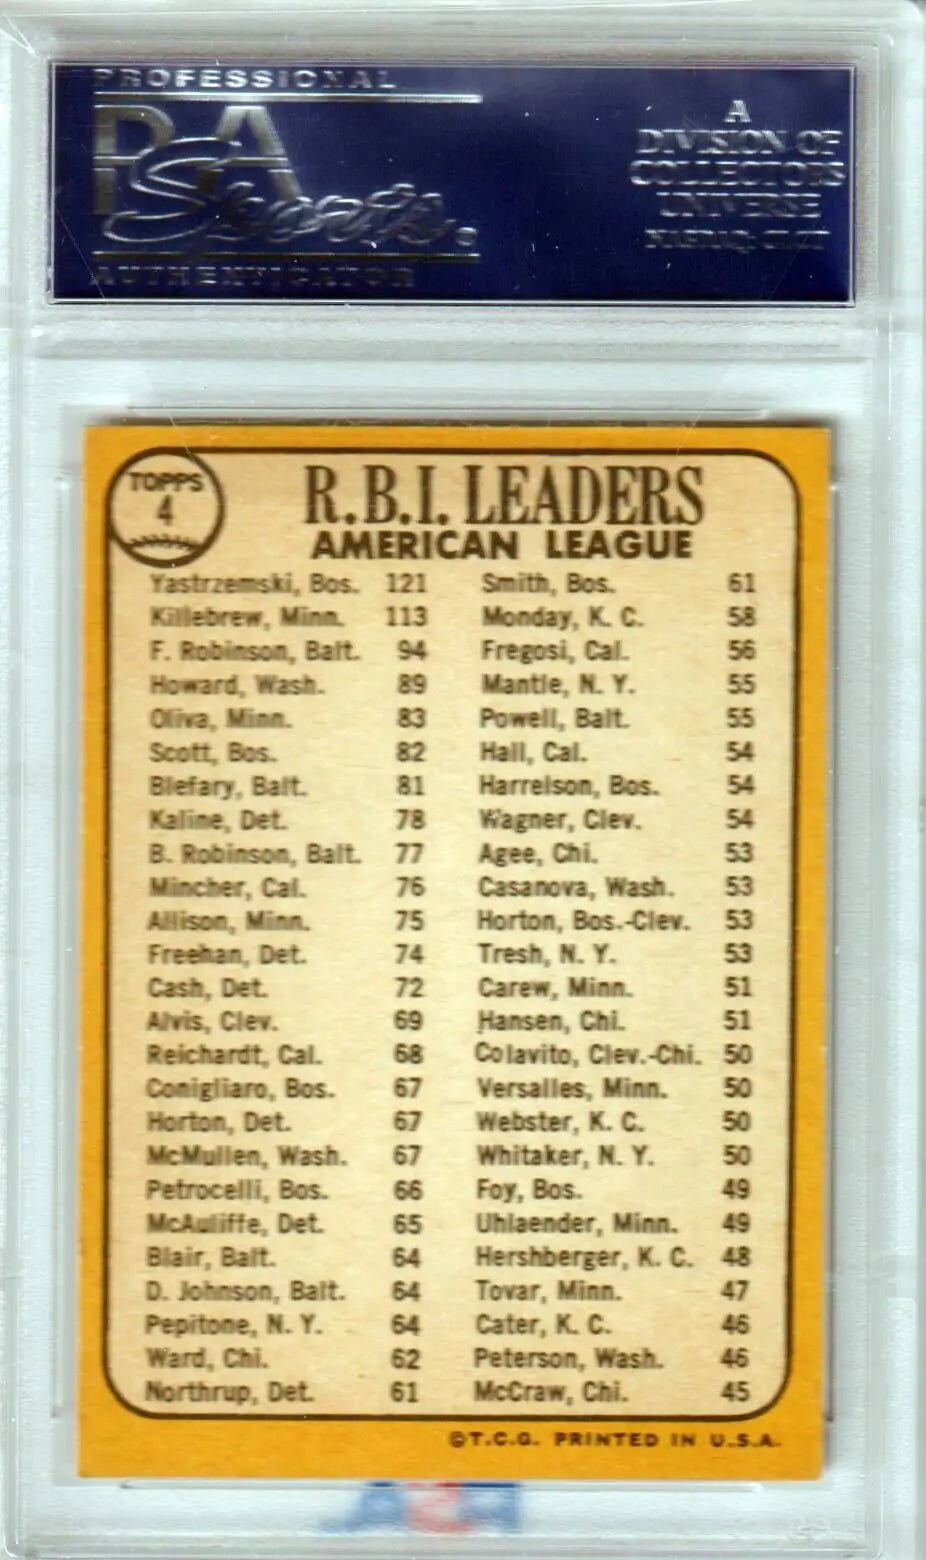 PROFESSIONAL
PSA
Sports
AUTHENTICATOR
A
DIVISION OF
COLLECTORS
UNIVERSE
NASDAQ: CLCT
TOPPS
4
R.B.I. LEADERS
AMERICAN LEAGUE
Yastrzemski, Bos. 121
Killebrew, Minn. 113
F. Robinson, Balt. 94
Howard, Wash. 89
Oliva, Minn. 83
Scott, Bos. 82
Blefary, Balt. 81
Kaline, Det. 78
B. Robinson, Balt. 77
Mincher, Cal. 76
Allison, Minn. 75
Freehan, Det. 74
Cash, Det. 72
Alvis, Clev. 69
Reichardt, Cal. 68
Conigliaro, Bos. 67
Horton, Det. 67
McMullen, Wash. 67
Petrocelli, Bos. 66
McAuliffe, Det. 65
Blair, Balt. 64
D. Johnson, Balt. 64
Pepitone, N. Y. 64
Ward, Chi. 62
Northrup, Det. 61
Smith, Bos. 61
Monday, K. C. 58
Fregosi, Cal. 56
Mantle, N. Y. 55
Powell, Balt. 55
Hall, Cal. 54
Harrelson, Bos. 54
Wagner, Clev. 54
Agee, Chi. 53
Casanova, Wash. 53
Horton, Bos.-Clev. 53
Tresh, N. Y. 53
Carew, Minn. 51
Hansen, Chi. 51
Colavito, Clev.-Chi. 50
Versalles, Minn. 50
Webster, K. C. 50
Whitaker, N. Y. 50
Foy, Bos. 49
Uhlaender, Minn. 49
Hershberger, K. C. 48
Tovar, Minn. 47
Cater, K. C. 46
Peterson, Wash. 46
McCraw, Chi. 45
©T.C.G. PRINTED IN U.S.A.